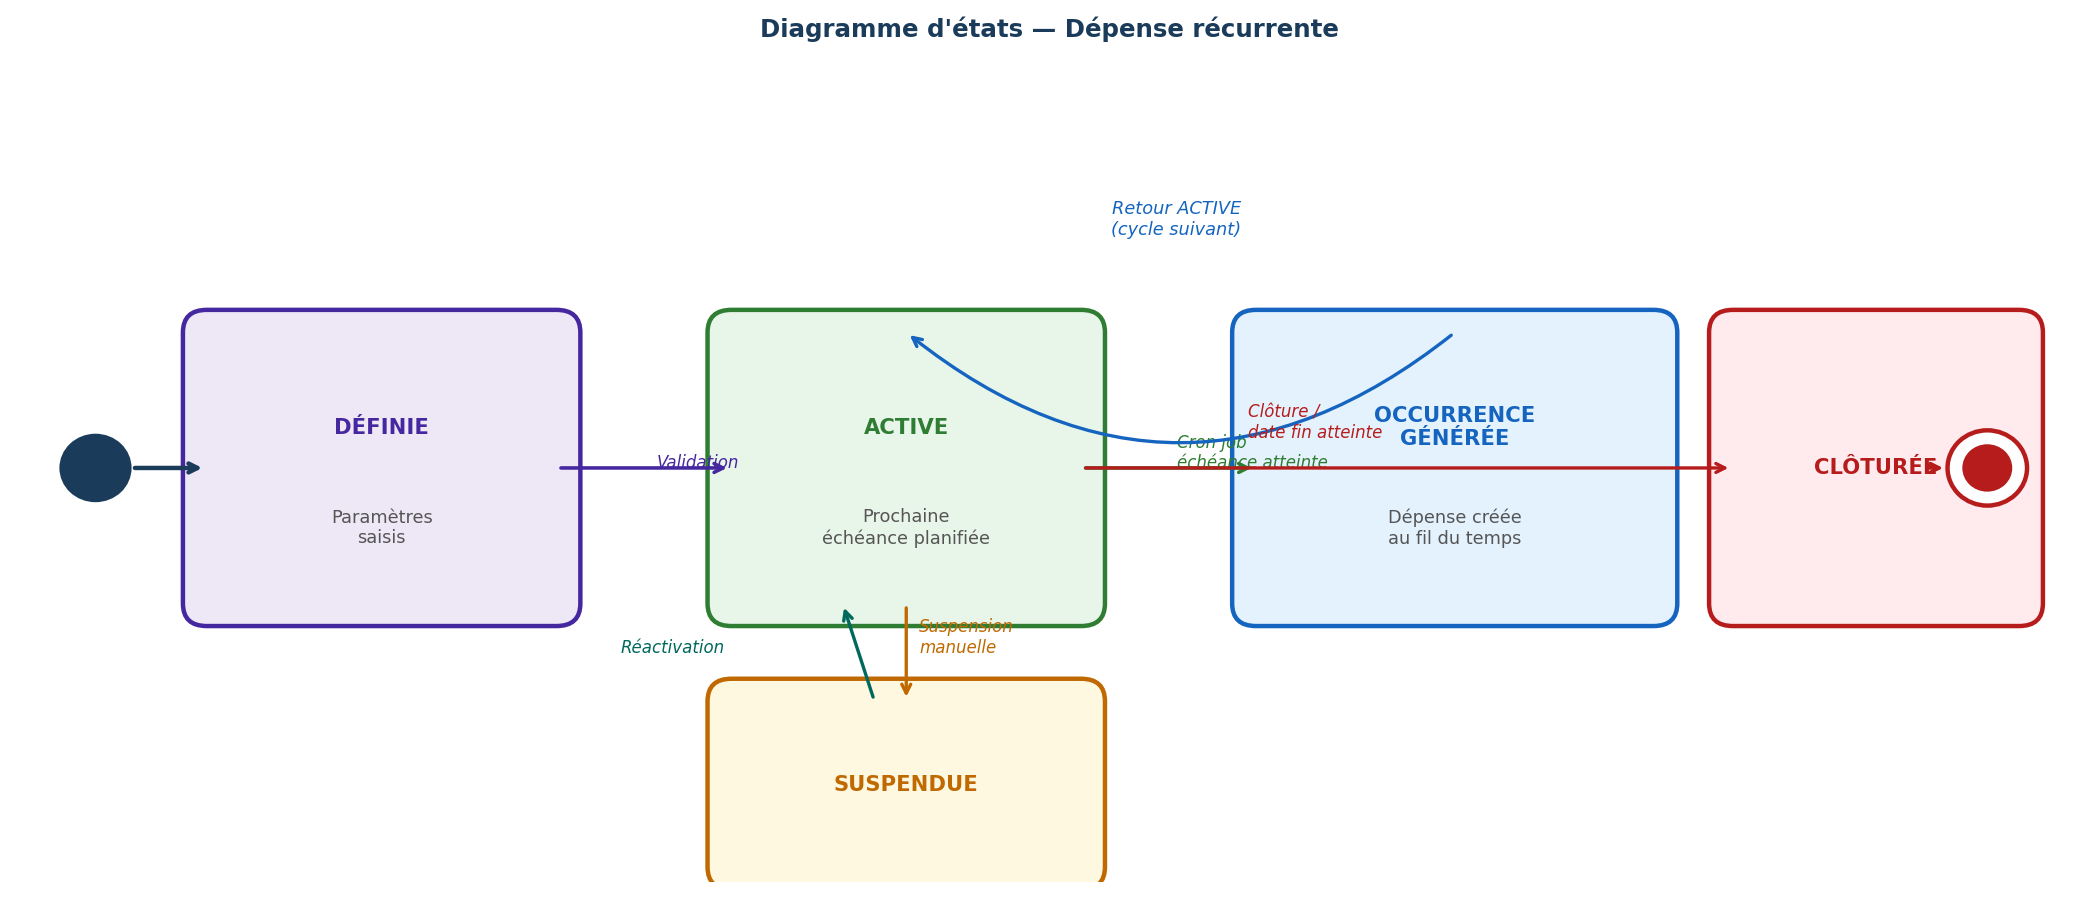 Diagramme d'états — Dépense récurrente
Retour ACTIVE
(cycle suivant)
DÉFINIE
Paramètres
saisis
Validation
ACTIVE
Prochaine
échéance planifiée
Cron job
échéance atteinte
Clôture /
date fin atteinte
OCCURRENCE
GÉNÉRÉE
Dépense créée
au fil du temps
CLÔTURÉE
Réactivation
Suspension
manuelle
SUSPENDUE